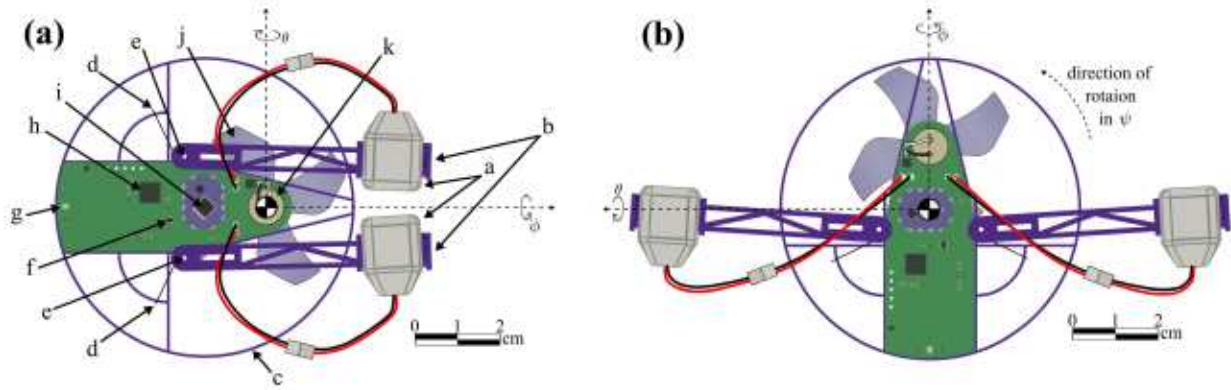 (a)
θ
j
e
k
d
i
h
b
a
g
f
ϕ
e
d
c
0 1 2
cm
(b)
ϕ
direction of
rotaion
in ψ
θ
0 1 2
cm